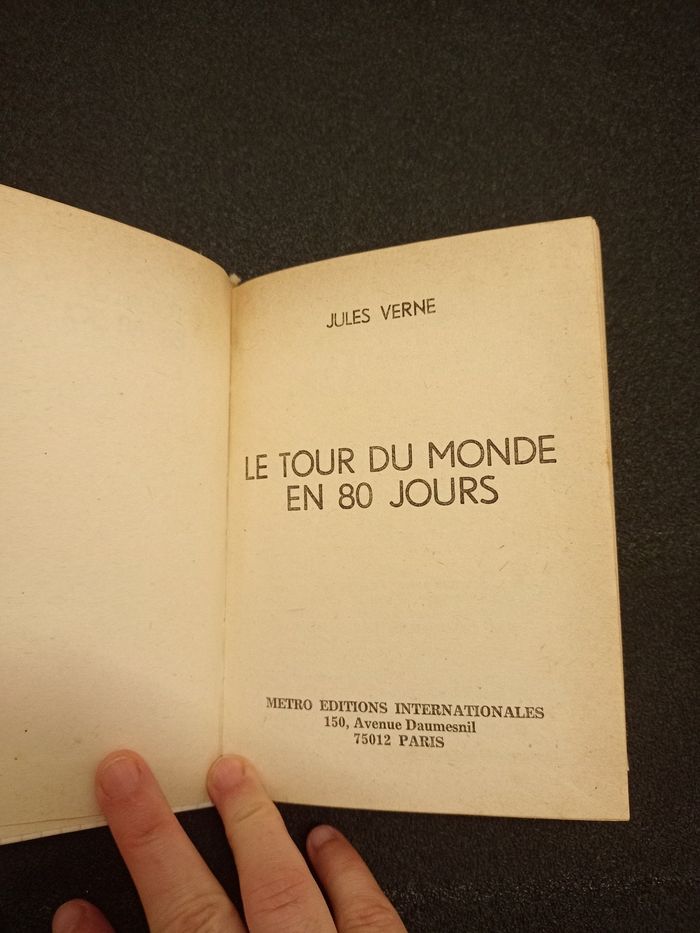 JULES VERNE
LE TOUR DU MONDE
EN 80 JOURS
METRO EDITIONS INTERNATIONALES
150, Avenue Daumesnil
75012 PARIS